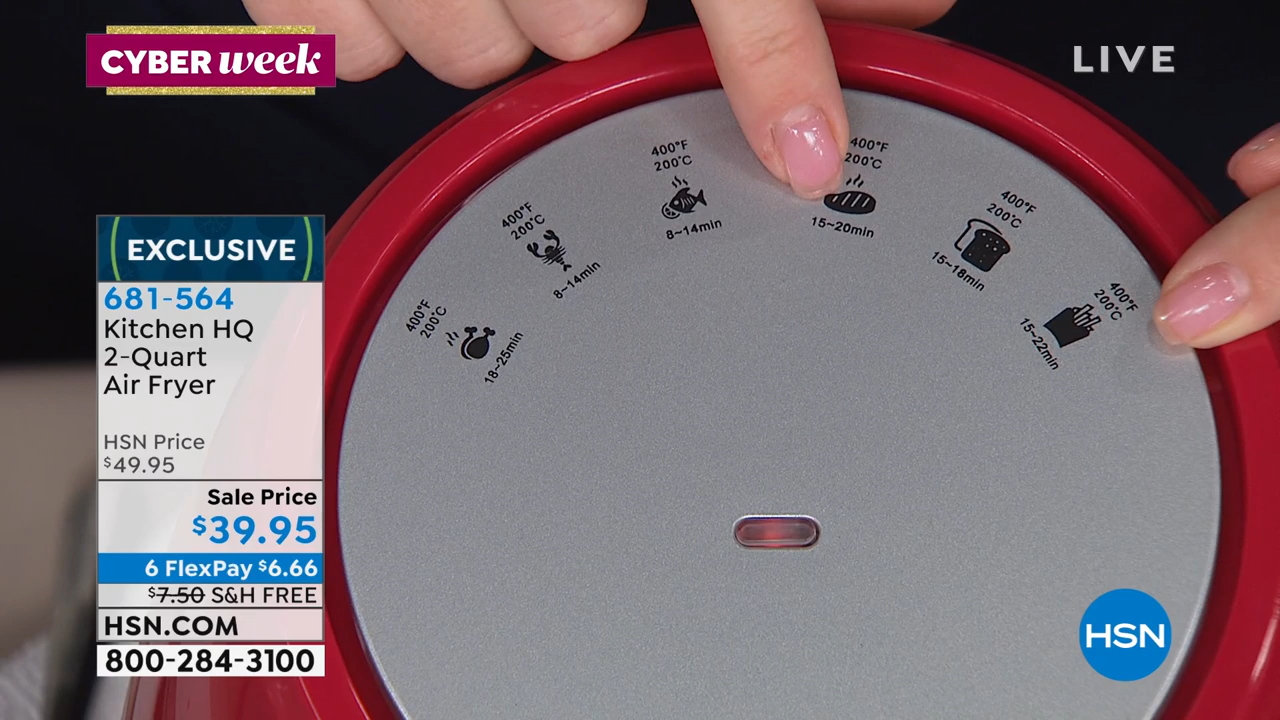 CYBER week
LIVE
EXCLUSIVE
681-564
Kitchen HQ
2-Quart
Air Fryer
HSN Price
$49.95
Sale Price
$39.95
6 FlexPay $6.66
$7.50 S&H FREE
HSN.COM
800-284-3100
400°F
200°C
18~25min
400°F
200°C
8~14min
400°F
200°C
8~14min
400°F
200°C
15~20min
400°F
200°C
15~18min
400°F
200°C
15~22min
HSN